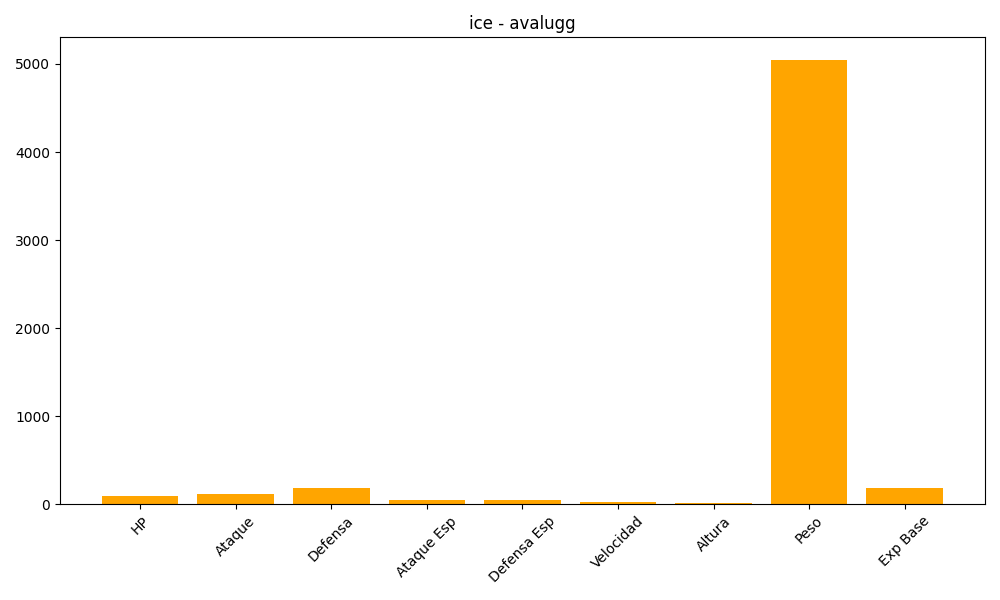 ice - avalugg
5000
4000
3000
2000
1000
0
HP
Ataque
Defensa
Ataque Esp
Defensa Esp
Velocidad
Altura
Peso
Exp Base